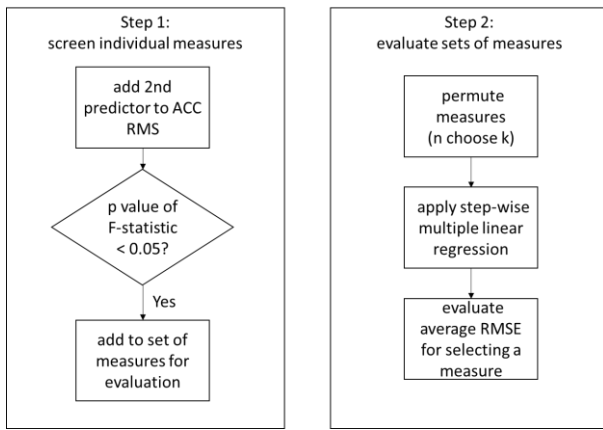 Step 1:
screen individual measures
add 2nd
predictor to ACC
RMS
p value of
F-statistic
< 0.05?
Yes
add to set of
measures for
evaluation
Step 2:
evaluate sets of measures
permute
measures
(n choose k)
apply step-wise
multiple linear
regression
evaluate
average RMSE
for selecting a
measure